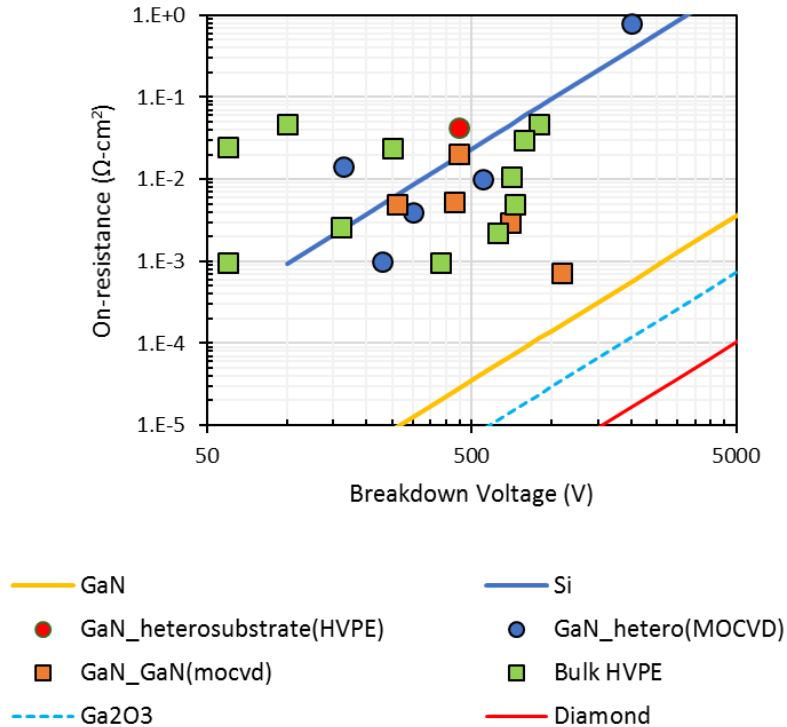 1.E+0
1.E-1
1.E-2
1.E-3
1.E-4
1.E-5
On-resistance (Ω-cm²)
50 500 5000
Breakdown Voltage (V)
GaN Si
GaN_heterosubstrate(HVPE) GaN_hetero(MOCVD)
GaN_GaN(mocvd) Bulk HVPE
Ga2O3 Diamond